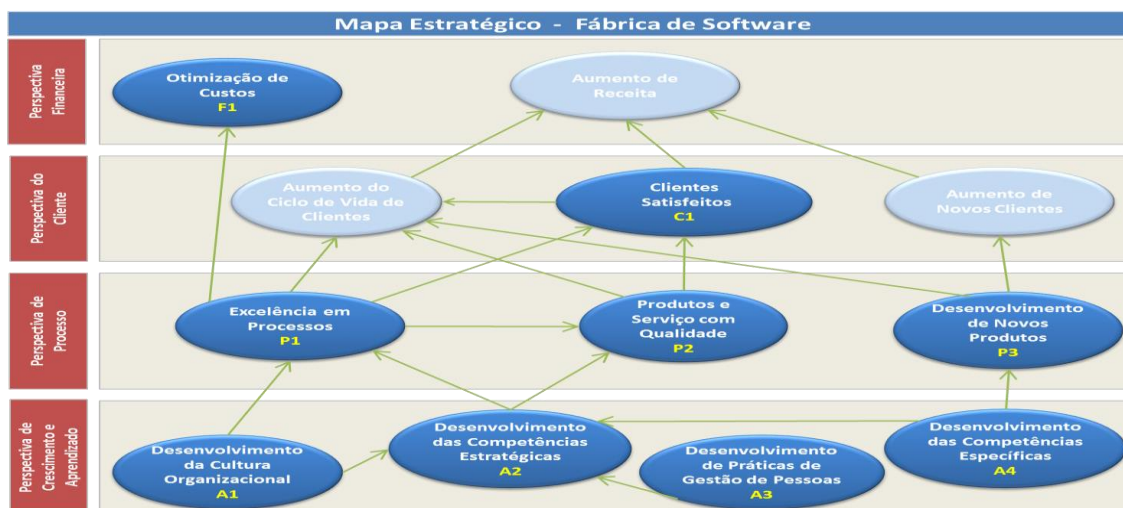 Mapa Estratégico - Fábrica de Software
Perspectiva
Financeira
Otimização de
Custos
F1
Aumento de
Receita
Perspectiva do
Cliente
Aumento do
Ciclo de Vida de
Clientes
Clientes
Satisfeitos
C1
Aumento de
Novos Clientes
Perspectiva de
Processo
Excelência em
Processos
P1
Produtos e
Serviço com
Qualidade
P2
Desenvolvimento
de Novos
Produtos
P3
Perspectiva de
Crescimento e
Aprendizado
Desenvolvimento
da Cultura
Organizacional
A1
Desenvolvimento
das Competências
Estratégicas
A2
Desenvolvimento
de Práticas de
Gestão de Pessoas
A3
Desenvolvimento
das Competências
Específicas
A4